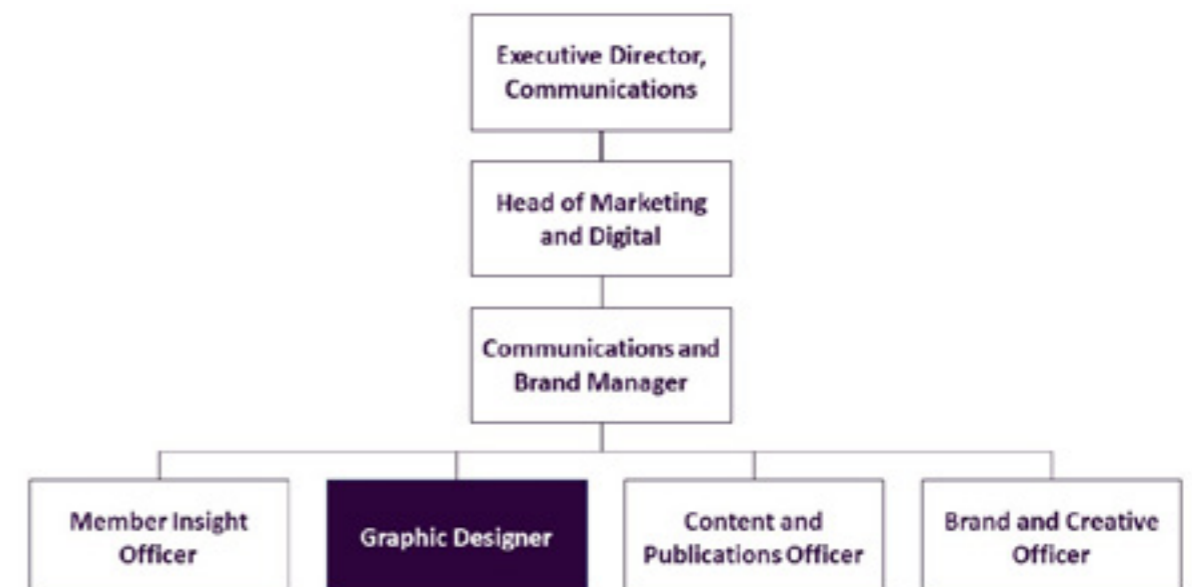 Executive Director,
Communications
Head of Marketing
and Digital
Communications and
Brand Manager
Member Insight
Officer
Graphic Designer
Content and
Publications Officer
Brand and Creative
Officer